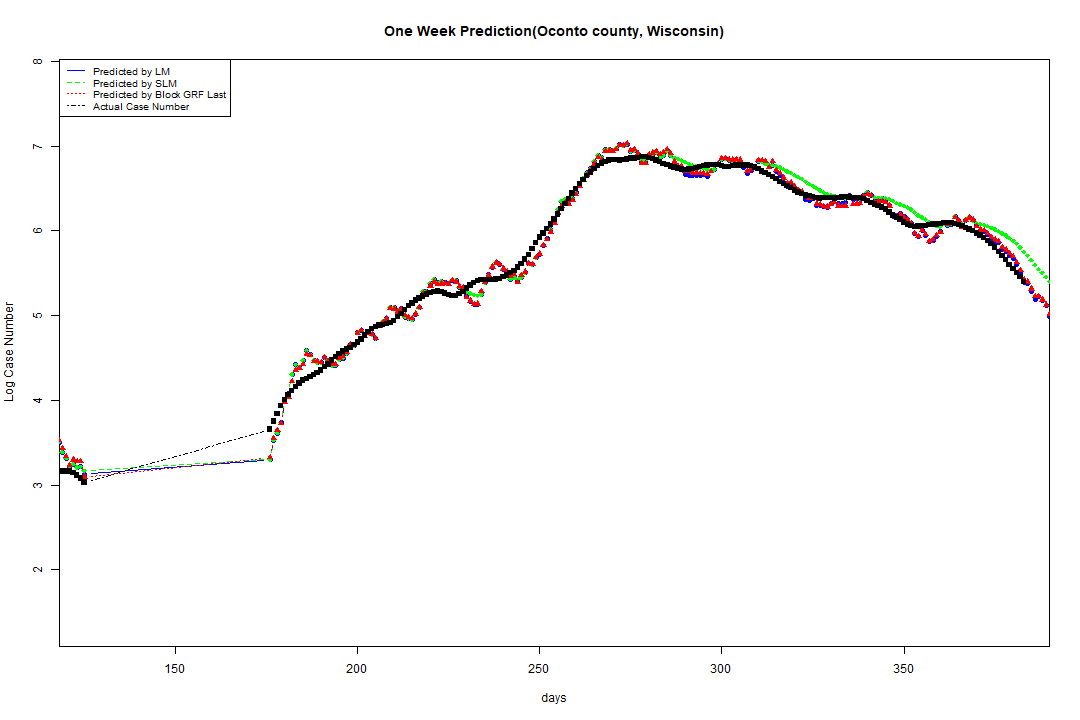 One Week Prediction(Oconto county, Wisconsin)
Predicted by LM
Predicted by SLM
Predicted by Block GRF Last
Actual Case Number
8
7
6
5
4
3
2
Log Case Number
150 200 250 300 350
days